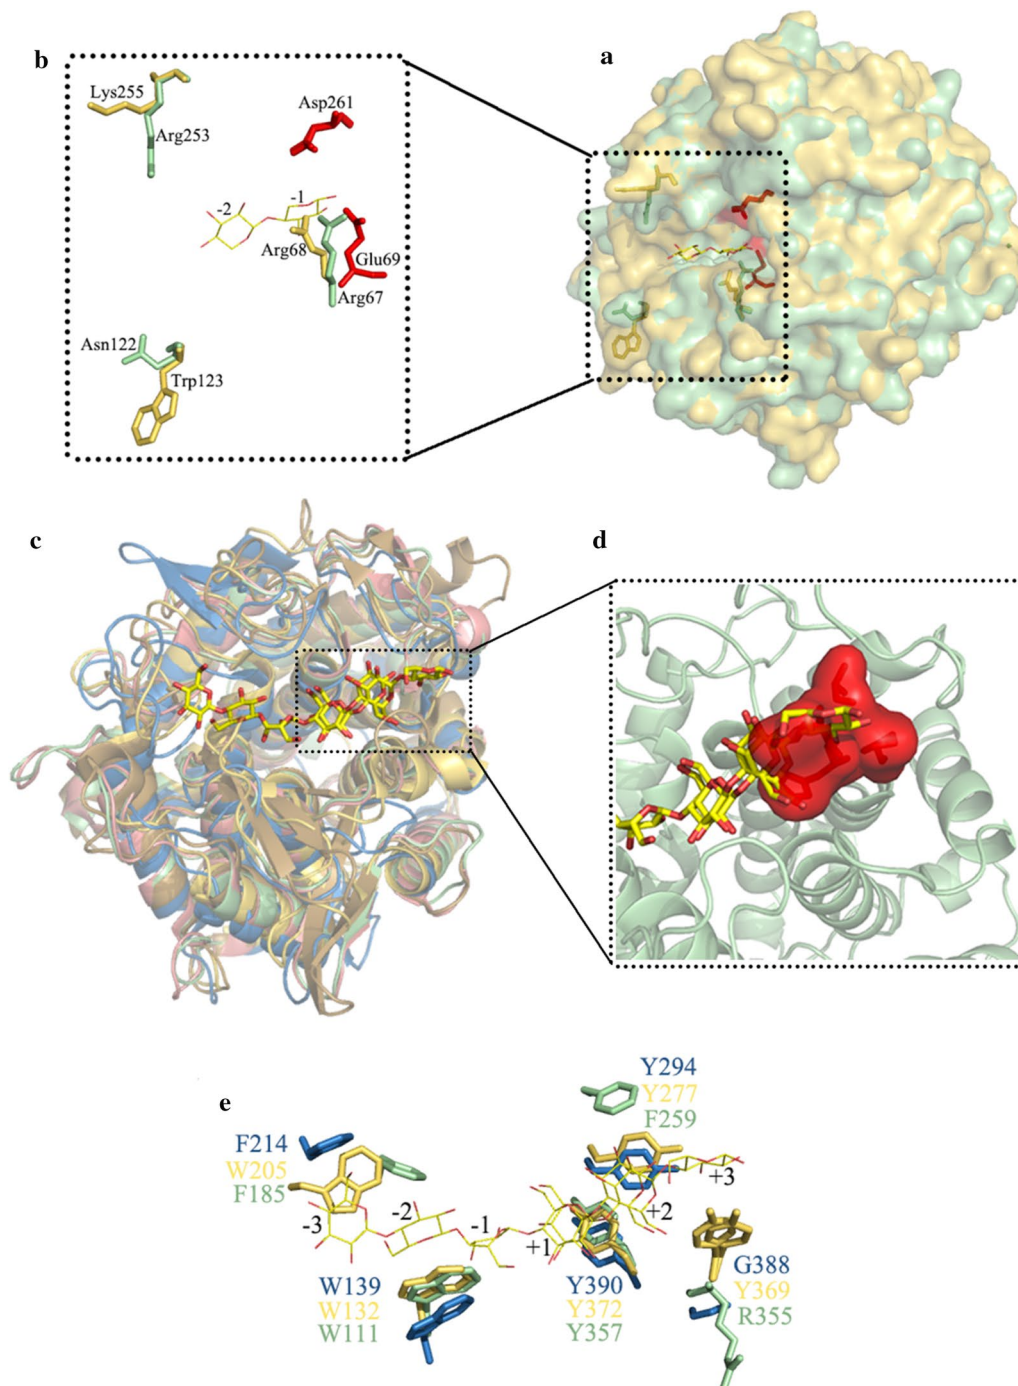 b
a
Lys255
Asp261
Arg253
-2
-1
Arg68
Glu69
Arg67
Asn122
Trp123
c
d
e
Y294
Y277
F259
F214
W205
F185
+3
-3
-2
-1
+1
+2
W139
W132
W111
Y390
Y372
Y357
G388
Y369
R355